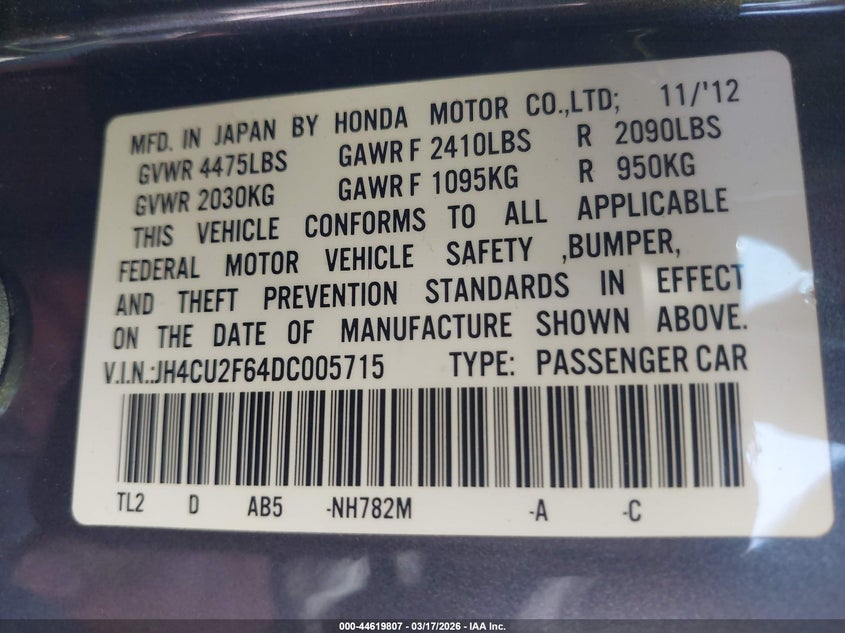 MFD. IN JAPAN BY HONDA MOTOR CO.,LTD; 11/'12
GVWR 4475LBS GAWR F 2410LBS R 2090LBS
GVWR 2030KG GAWR F 1095KG R 950KG
THIS VEHICLE CONFORMS TO ALL APPLICABLE
FEDERAL MOTOR VEHICLE SAFETY ,BUMPER,
AND THEFT PREVENTION STANDARDS IN EFFECT
ON THE DATE OF MANUFACTURE SHOWN ABOVE.
V.I.N.:JH4CU2F64DC005715 TYPE: PASSENGER CAR
TL2 D AB5 -NH782M -A -C
000-44619807 - 03/17/2026 - IAA Inc.